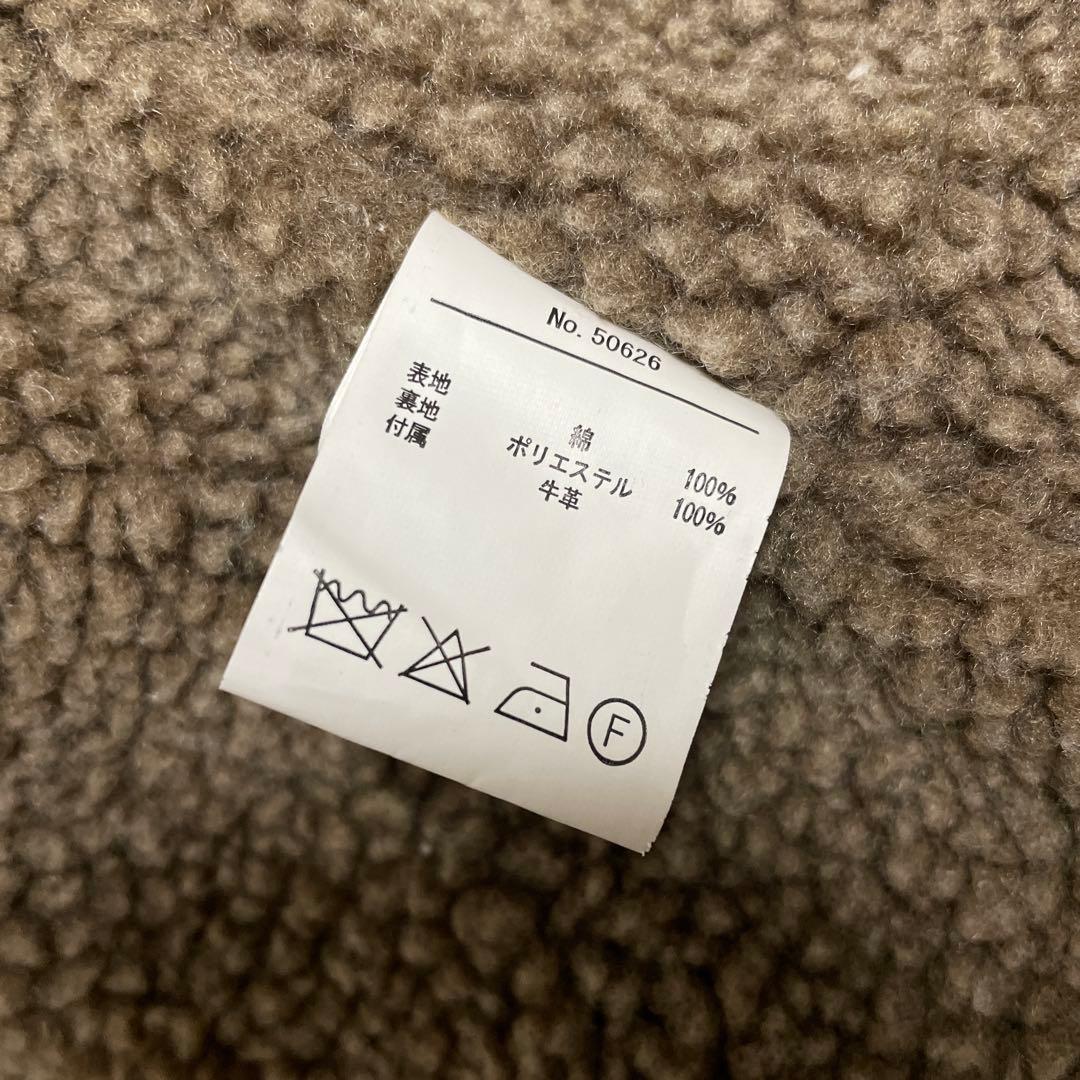 No. 50626
表地 綿 100%
裏地 ポリエステル 100%
付属 牛革
F